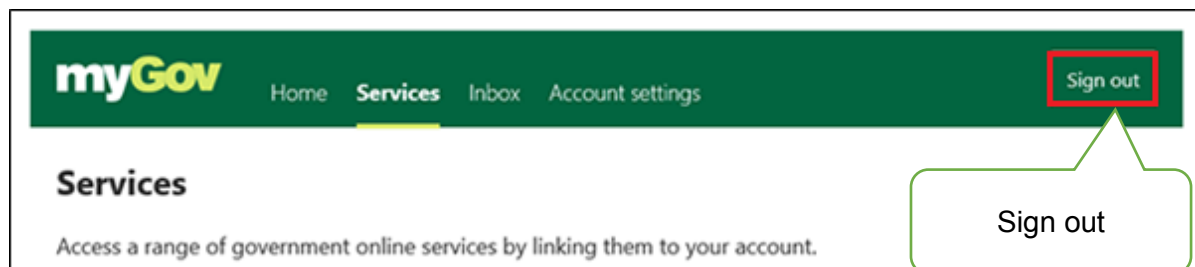 myGov Home Services Inbox Account settings Sign out
Services
Sign out
Access a range of government online services by linking them to your account.